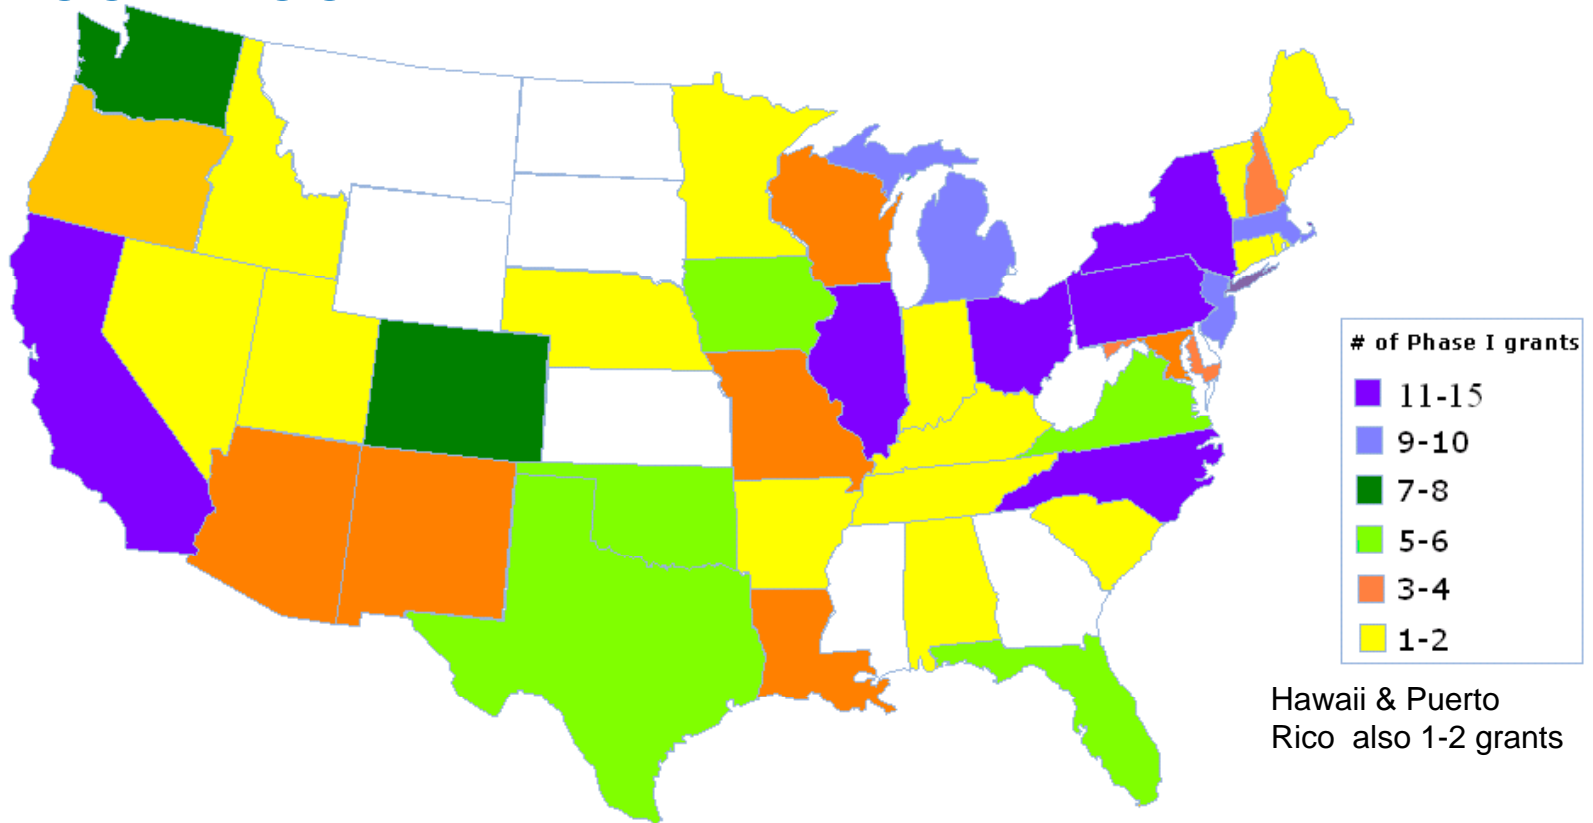 # of Phase I grants
11-15
9-10
7-8
5-6
3-4
1-2
Hawaii & Puerto
Rico also 1-2 grants